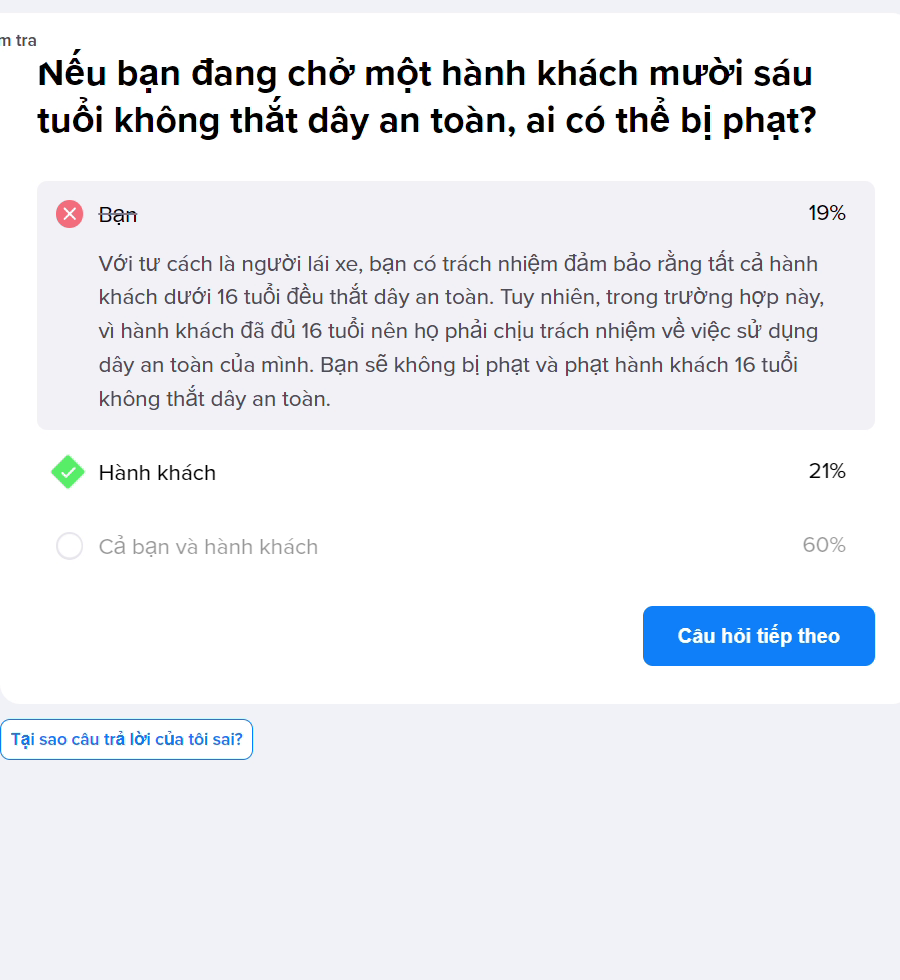 m tra
Nếu bạn đang chở một hành khách mười sáu
tuổi không thắt dây an toàn, ai có thể bị phạt?
Bạn
19%
Với tư cách là người lái xe, bạn có trách nhiệm đảm bảo rằng tất cả hành
khách dưới 16 tuổi đều thắt dây an toàn. Tuy nhiên, trong trường hợp này,
vì hành khách đã đủ 16 tuổi nên họ phải chịu trách nhiệm về việc sử dụng
dây an toàn của mình. Bạn sẽ không bị phạt và phạt hành khách 16 tuổi
không thắt dây an toàn.
Hành khách
21%
Cả bạn và hành khách
60%
Câu hỏi tiếp theo
Tại sao câu trả lời của tôi sai?